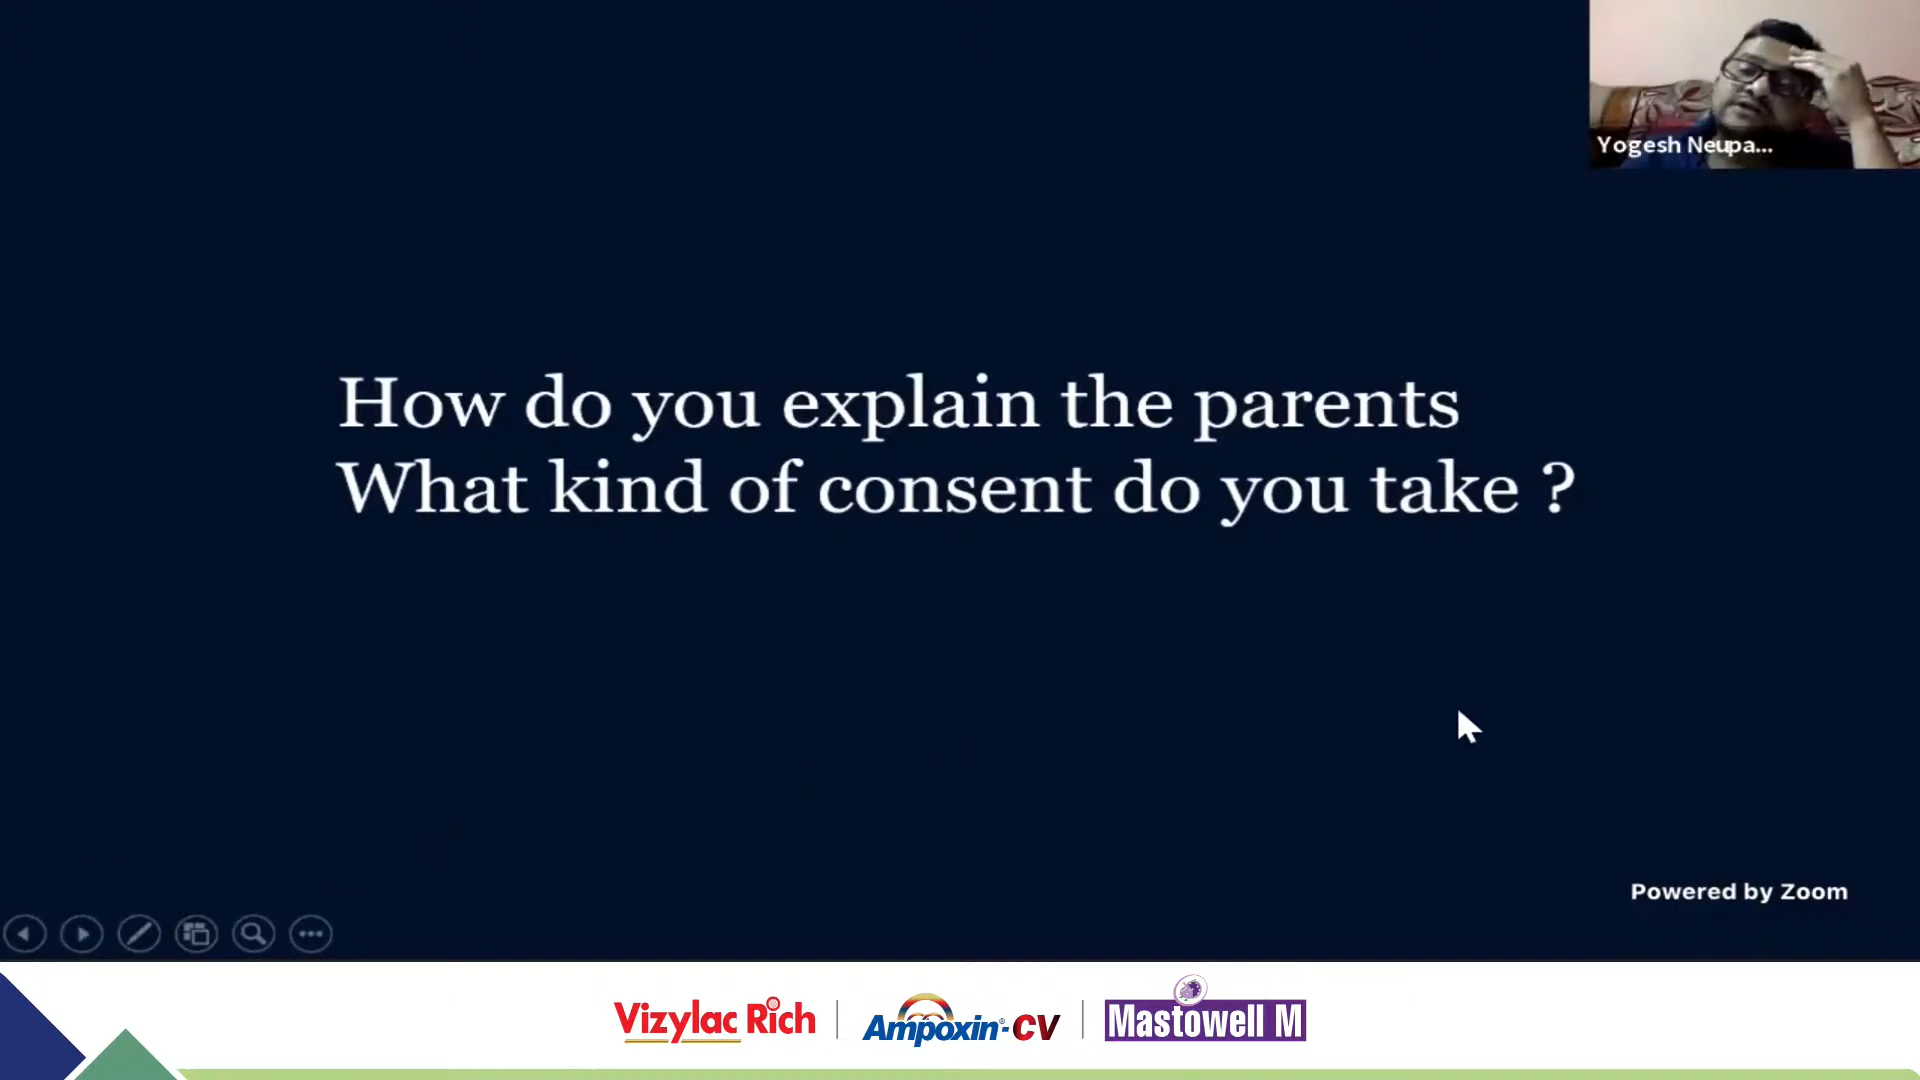 Yogesh Neupa...
How do you explain the parents
What kind of consent do you take ?
Powered by Zoom
Vizylac Rich
Ampoxin®-CV
Mastowell M